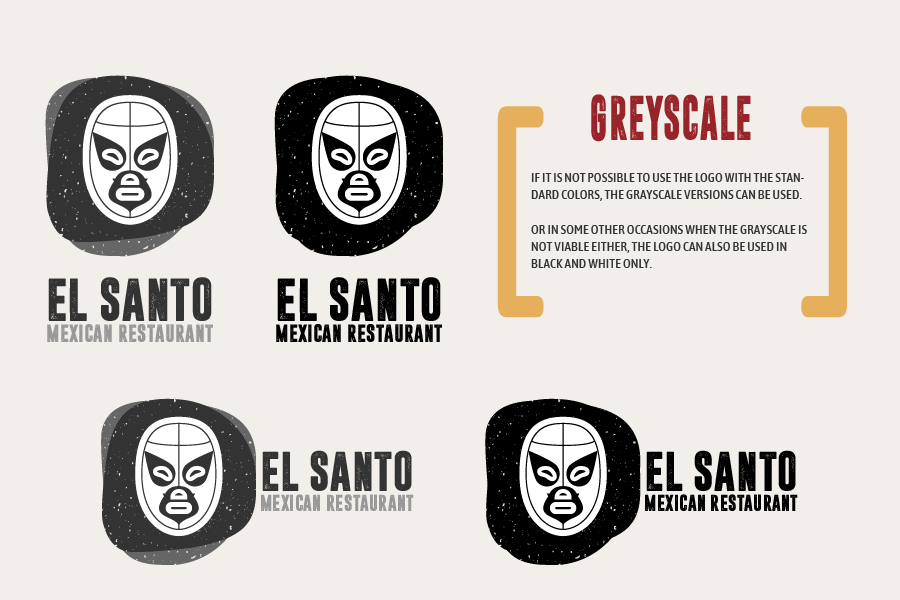 GREYSCALE
IF IT IS NOT POSSIBLE TO USE THE LOGO WITH THE STAN-
DARD COLORS, THE GRAYSCALE VERSIONS CAN BE USED.
OR IN SOME OTHER OCCASIONS WHEN THE GRAYSCALE IS
NOT VIABLE EITHER, THE LOGO CAN ALSO BE USED IN
BLACK AND WHITE ONLY.
EL SANTO
MEXICAN RESTAURANT
EL SANTO
MEXICAN RESTAURANT
EL SANTO
MEXICAN RESTAURANT
EL SANTO
MEXICAN RESTAURANT